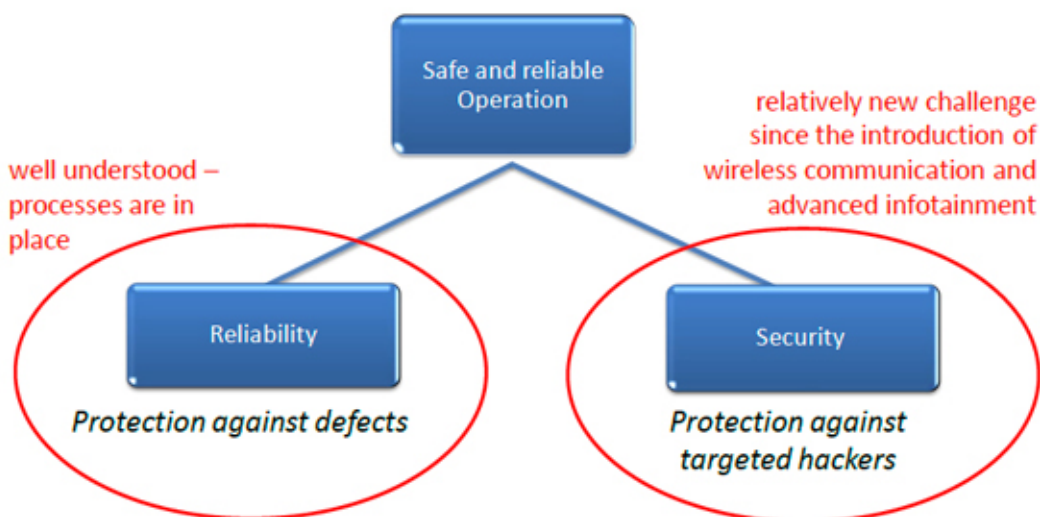 Safe and reliable
Operation
relatively new challenge
since the introduction of
wireless communication and
advanced infotainment
well understood –
processes are in
place
Reliability
Security
Protection against defects
Protection against
targeted hackers